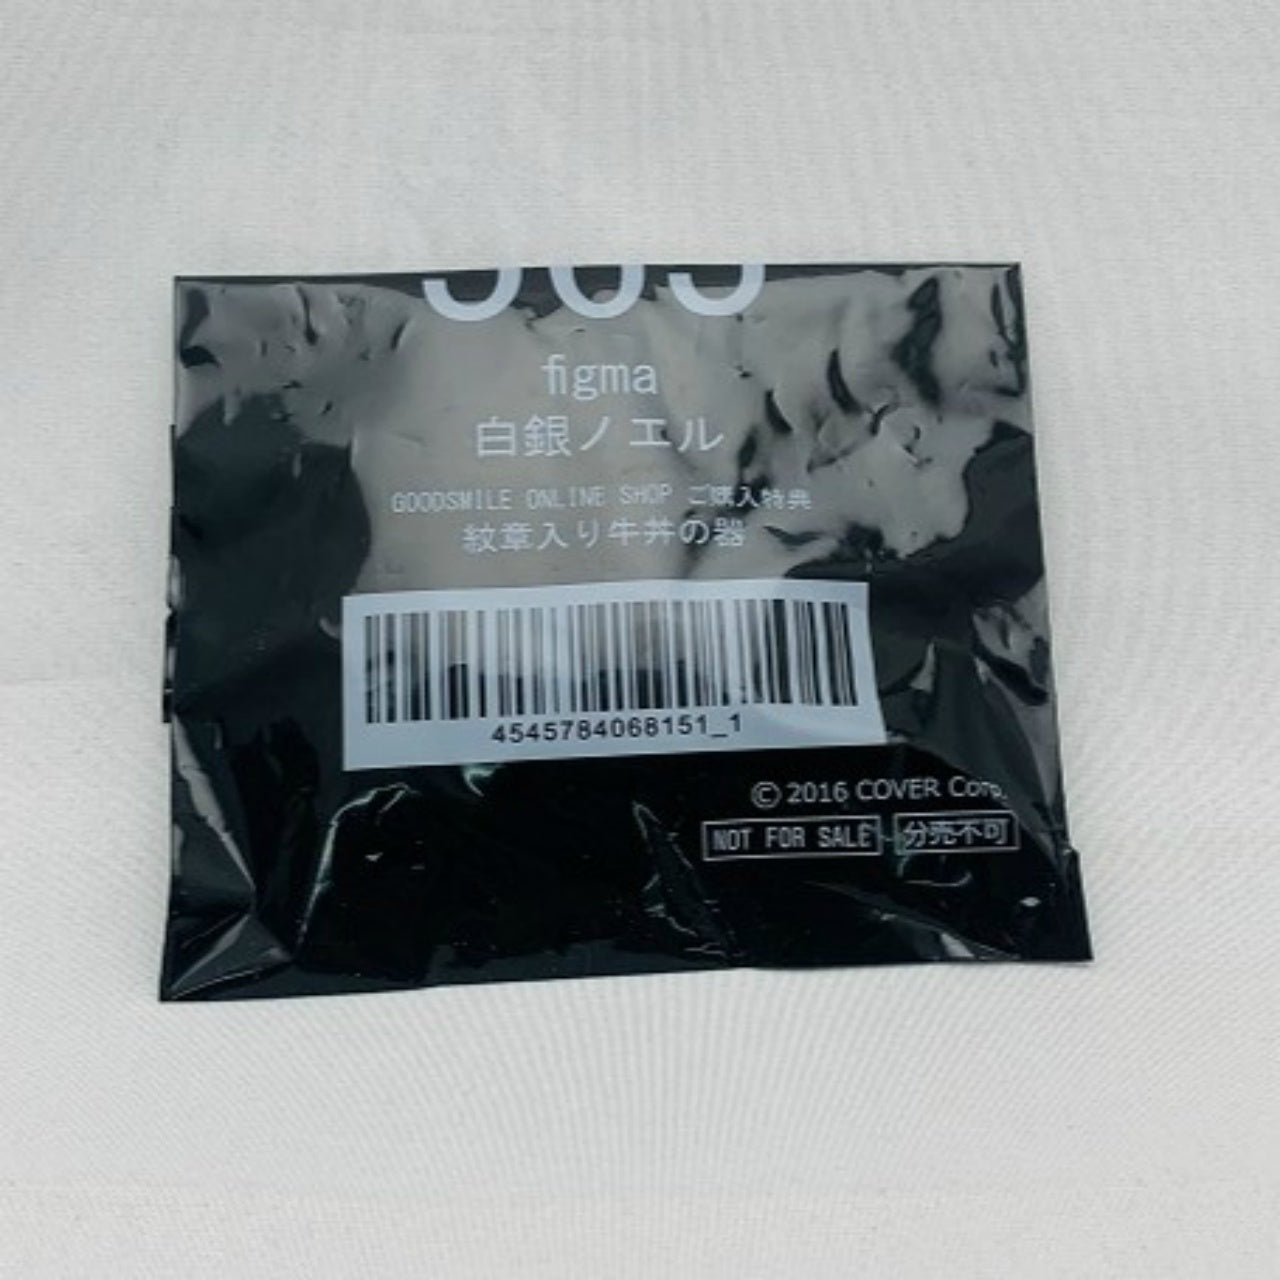 figma
白銀ノエル
GOODSMILE ONLINE SHOP ご購入特典
紋章入り牛丼の器
4545784068151_1
© 2016 COVER Corp.
NOT FOR SALE 分売不可